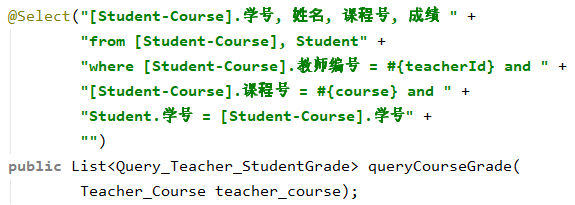 @Select("[Student-Course].学号, 姓名, 课程号, 成绩 " +
"from [Student-Course], Student" +
"where [Student-Course].教师编号 = #{teacherId} and " +
"[Student-Course].课程号 = #{course} and " +
"Student.学号 = [Student-Course].学号" +
"")
public List<Query_Teacher_StudentGrade> queryCourseGrade(
Teacher_Course teacher_course);